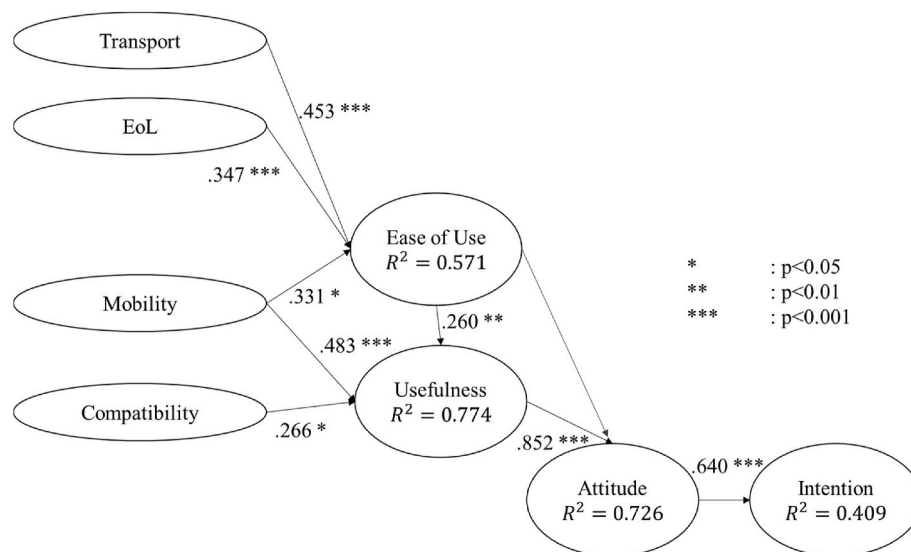 Transport
.453 ***
EoL
.347 ***
Ease of Use
R² = 0.571
* : p<0.05
** : p<0.01
*** : p<0.001
Mobility
.331 *
.260 **
.483 ***
Usefulness
R² = 0.774
Compatibility
.266 *
.852 ***
.640 ***
Attitude
R² = 0.726
Intention
R² = 0.409